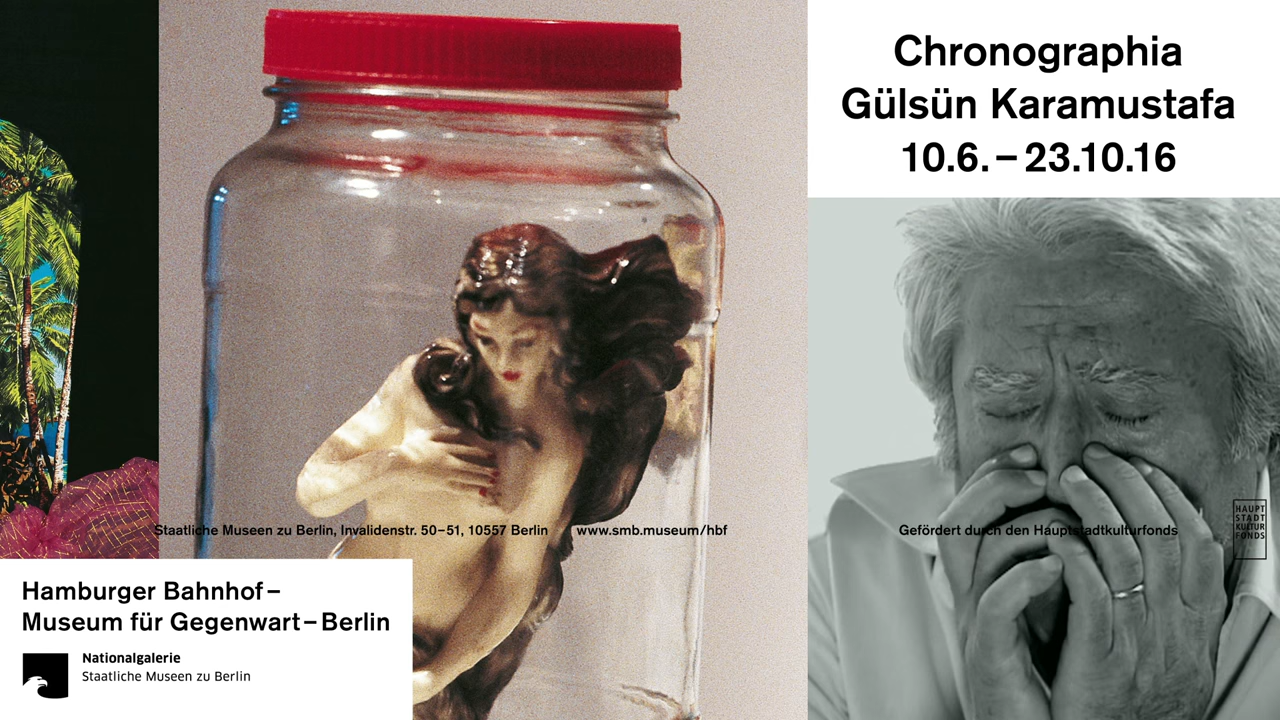 Chronographia
Gülsün Karamustafa
10.6. – 23.10.16
Staatliche Museen zu Berlin, Invalidenstr. 50 – 51, 10557 Berlin www.smb.museum/hbf
Gefördert durch den Hauptstadtkulturfonds
HAUPT
STADT
KULTUR
FONDS
Hamburger Bahnhof –
Museum für Gegenwart – Berlin
Nationalgalerie
Staatliche Museen zu Berlin